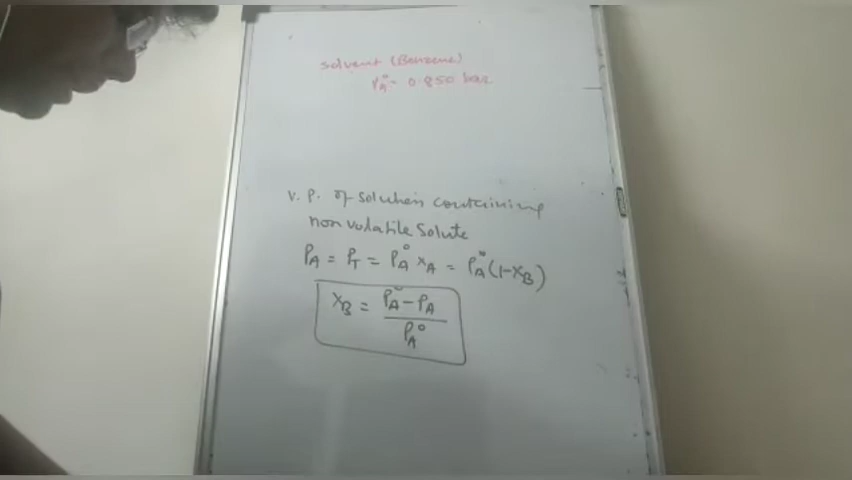 solvent (Benzene)
P°A = 0.850 bar
V. P. of solution containing
non volatile solute
PA = PT = P°A xA = P°A (1-xB)
xB = P°A - PA
P°A